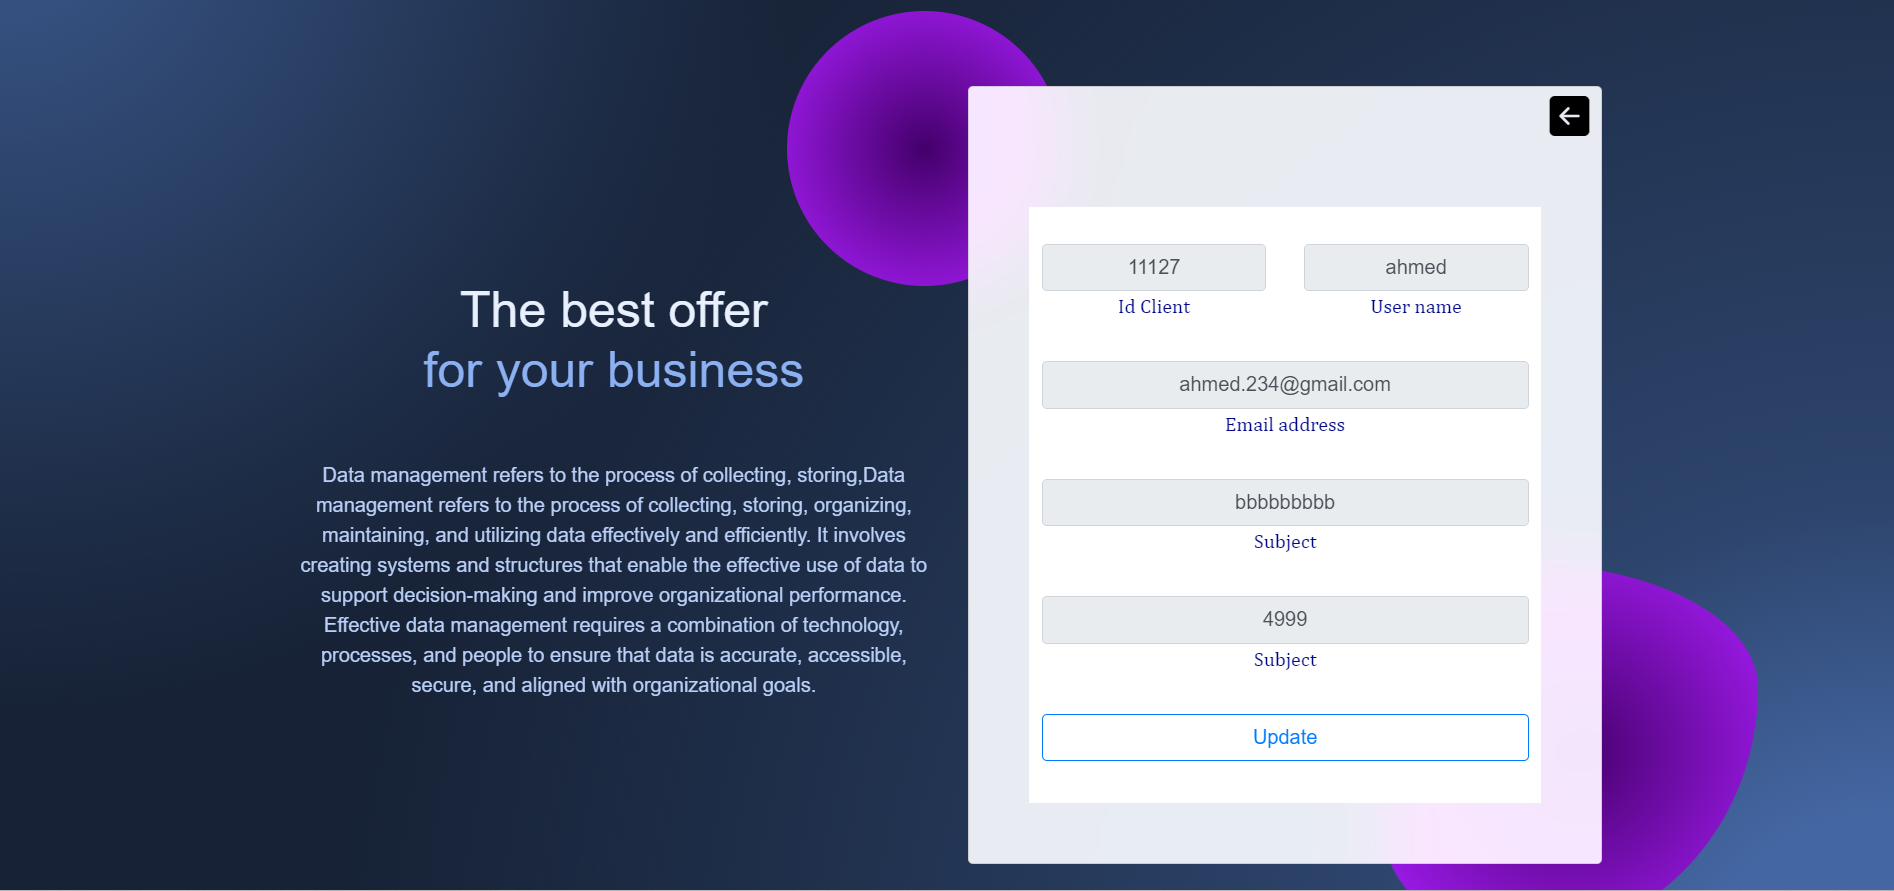 The best offer
for your business
Data management refers to the process of collecting, storing,Data
management refers to the process of collecting, storing, organizing,
maintaining, and utilizing data effectively and efficiently. It involves
creating systems and structures that enable the effective use of data to
support decision-making and improve organizational performance.
Effective data management requires a combination of technology,
processes, and people to ensure that data is accurate, accessible,
secure, and aligned with organizational goals.
11127 ahmed
Id Client User name
ahmed.234@gmail.com
Email address
bbbbbbbbb
Subject
4999
Subject
Update